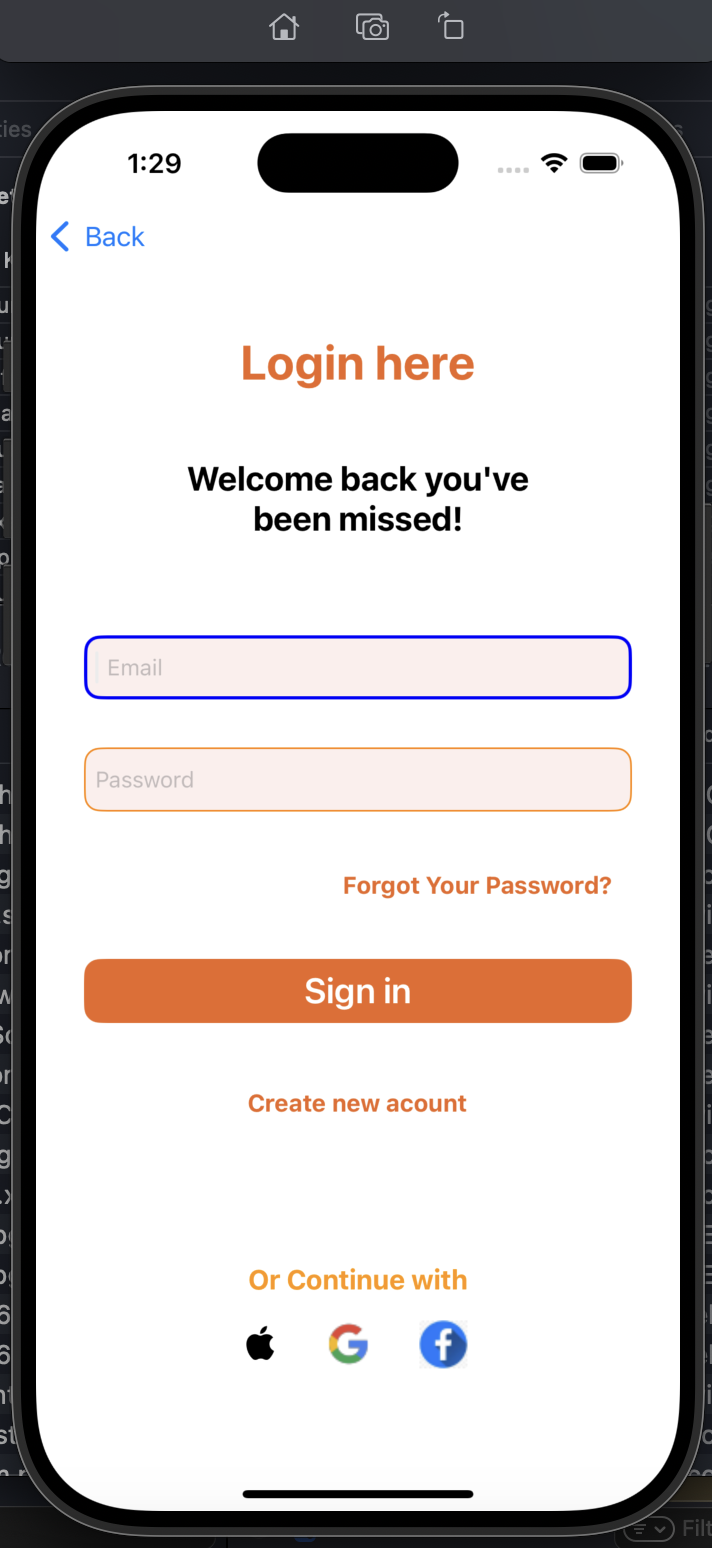 1:29
Back
Login here
Welcome back you've
been missed!
Email
Password
Forgot Your Password?
Sign in
Create new acount
Or Continue with
Filt